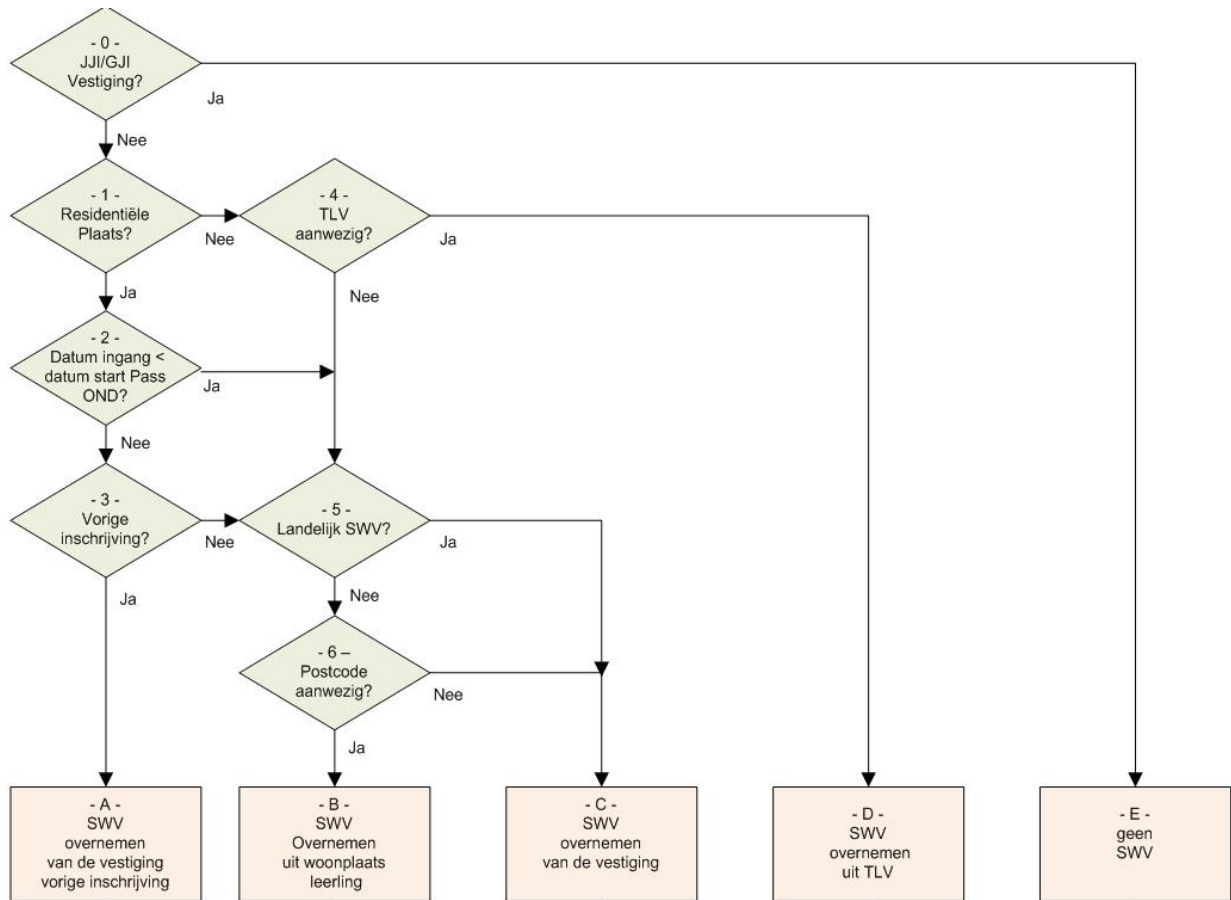 - 0 -
JJI/GJI
Vestiging?
Ja
Nee
- 1 -
Residentiële
Plaats?
Nee
- 4 -
TLV
aanwezig?
Ja
Ja
Nee
- 2 -
Datum ingang <
datum start Pass
OND?
Ja
Nee
- 3 -
Vorige
inschrijving?
Nee
- 5 -
Landelijk SWV?
Ja
Ja
Nee
- 6 –
Postcode
aanwezig?
Nee
Ja
- A -
SWV
overnemen
van de vestiging
vorige inschrijving
- B -
SWV
Overnemen
uit woonplaats
leerling
- C -
SWV
overnemen
van de vestiging
- D -
SWV
overnemen
uit TLV
- E -
geen
SWV